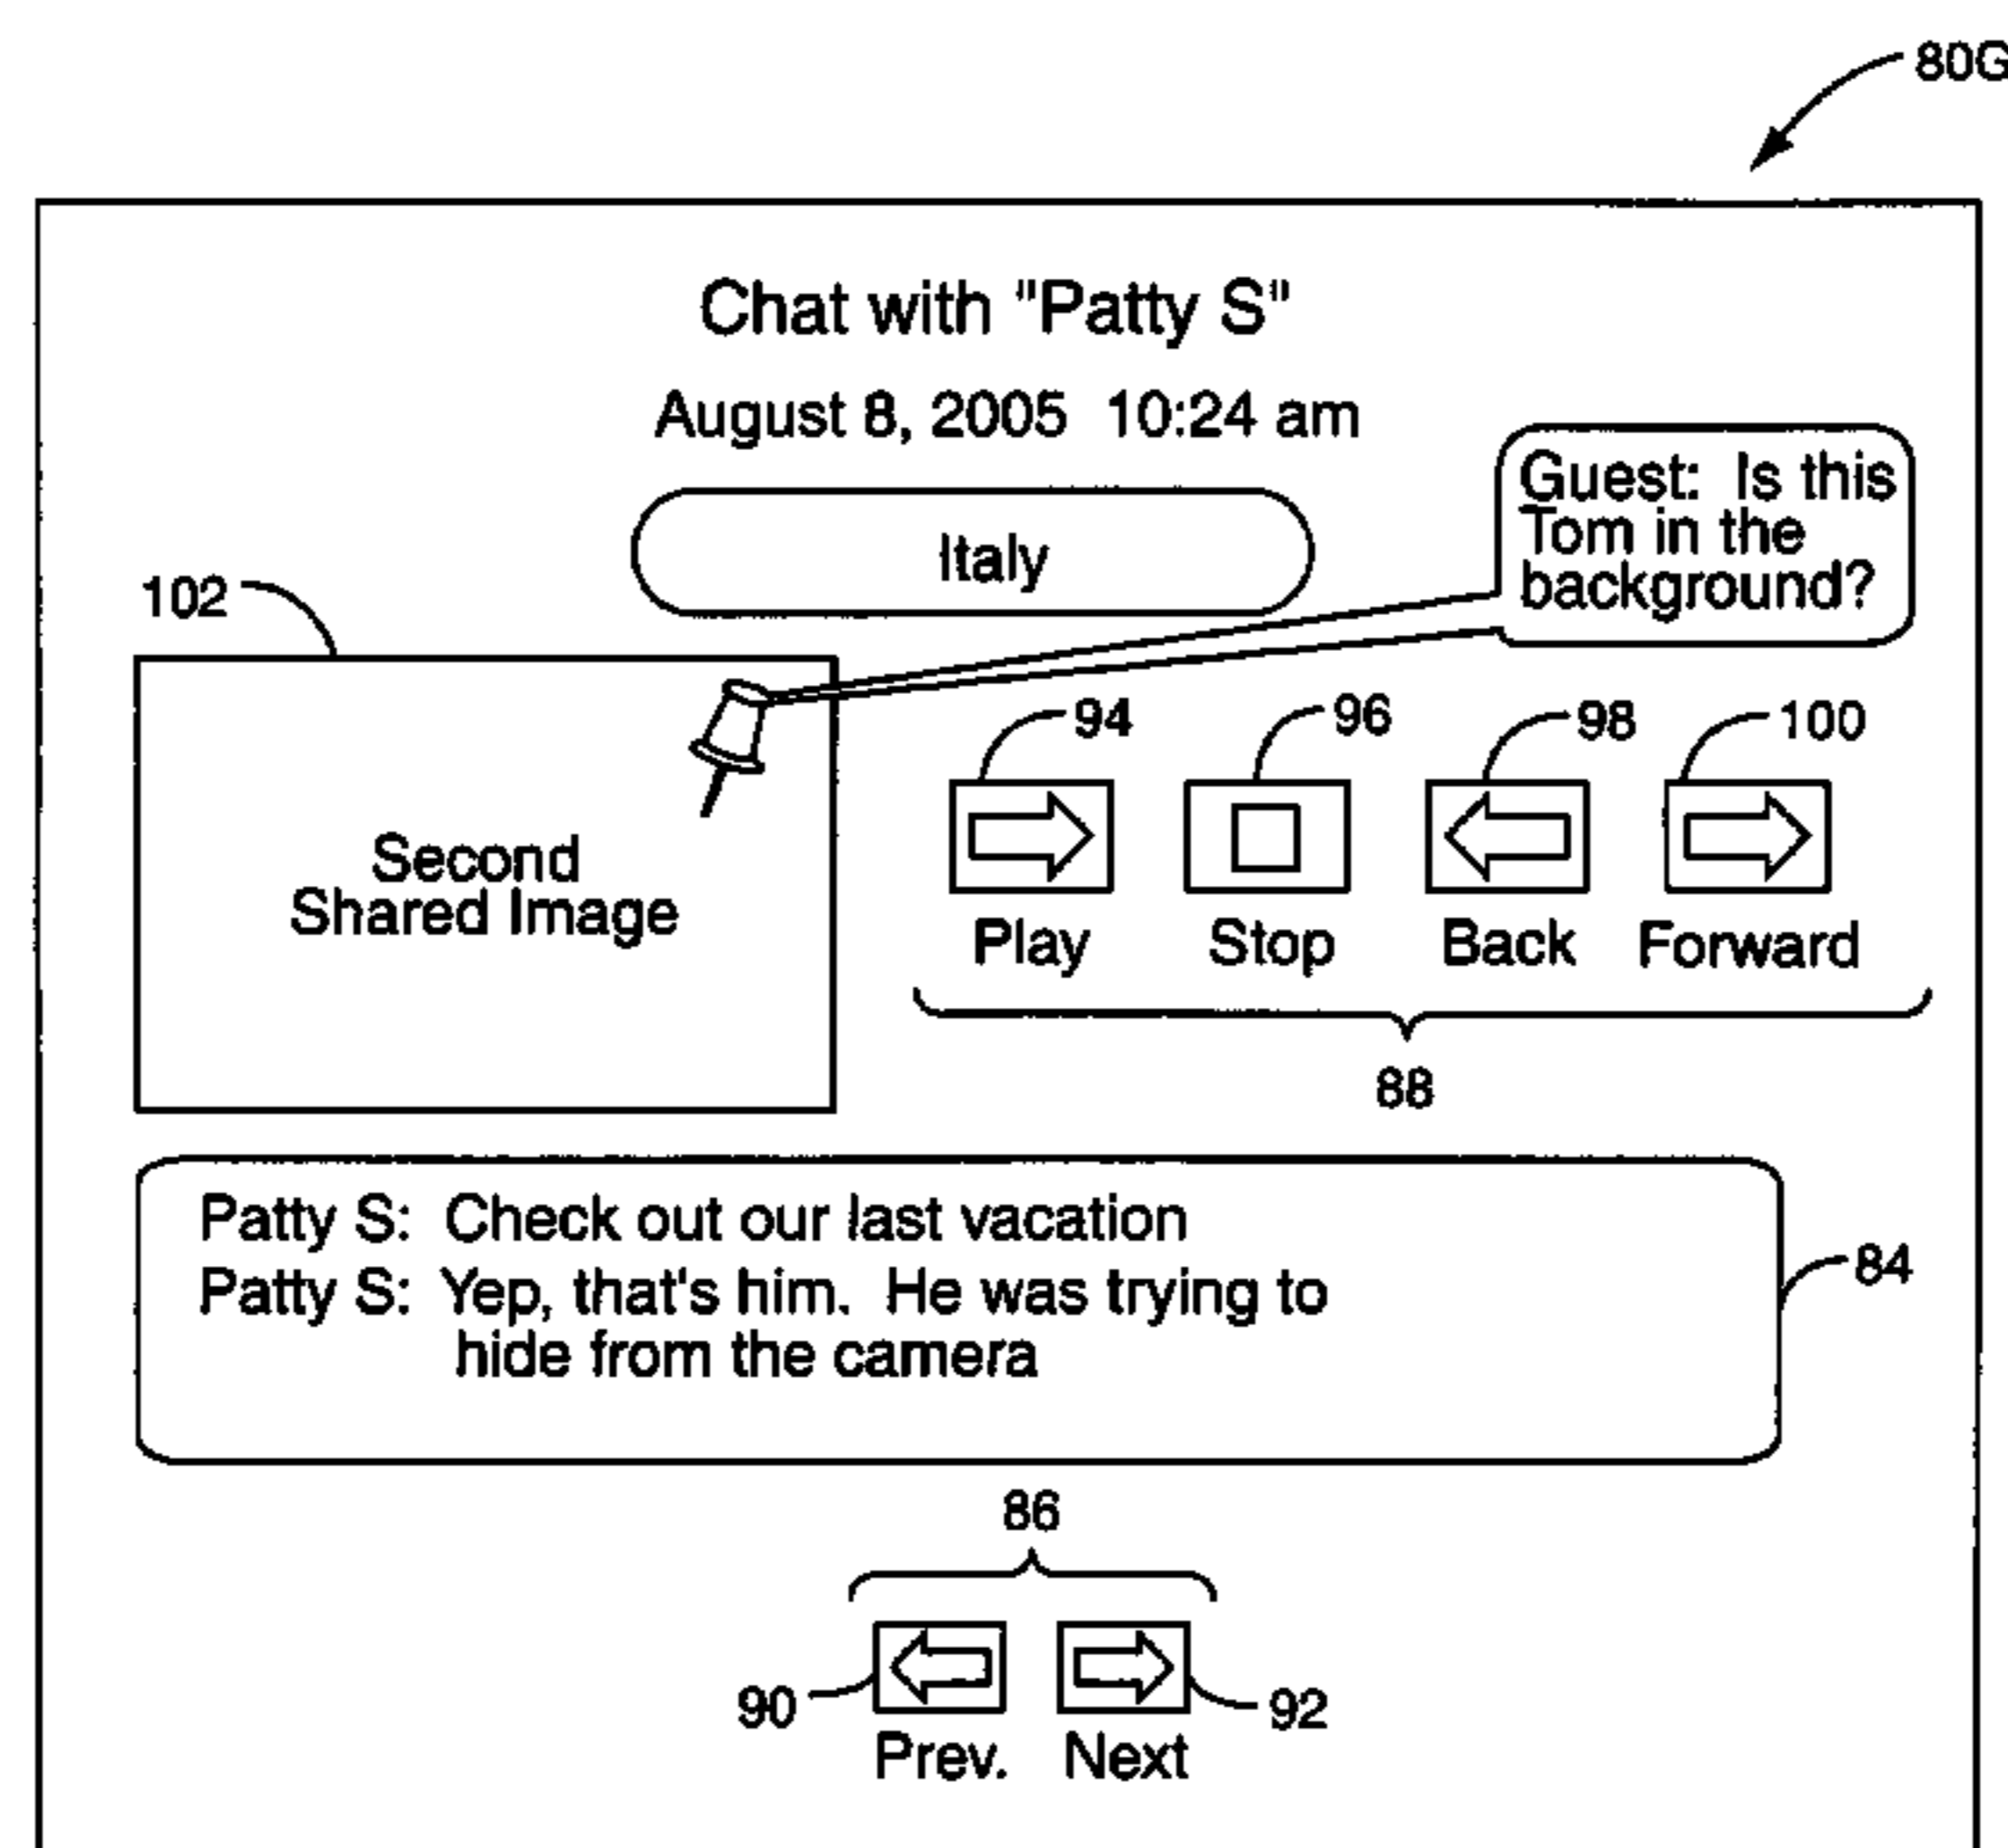 80G
Chat with "Patty S"
August 8, 2005 10:24 am
Guest: Is this
Tom in the
background?
Italy
102
94
96
98
100
Second
Shared Image
Play
Stop
Back
Forward
88
Patty S: Check out our last vacation
Patty S: Yep, that's him. He was trying to
hide from the camera
84
86
90
92
Prev.
Next